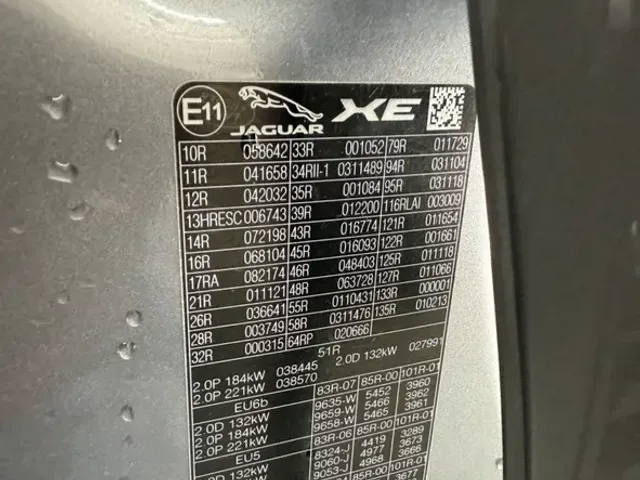 E11 JAGUAR XE
10R 058642 33R 001052 79R 011729
11R 041658 34RII-1 0311489 94R 031104
12R 042032 35R 001084 95R 031118
13HRESC 006743 39R 012200 116RLAI 003009
14R 072198 43R 016774 121R 011654
16R 068104 45R 016093 122R 001661
17RA 082174 46R 048403 125R 011118
21R 011121 48R 063728 127R 011066
26R 036641 55R 0110431 133R 000001
28R 003749 58R 0311476 135R 010213
32R 000315 64RP 020666
51R
2.0P 184kW 038445 2.0D 132kW 027991
2.0P 221kW 038570
EU6b 83R-07 85R-00 101R-01
2.0D 132kW 9635-W 5452 3960
2.0P 184kW 9659-W 5466 3962
2.0P 221kW 9658-W 5465 3961
EU5 83R-06 85R-00 101R-01
2.0D 132kW 8324-J 4419 3289
9060-J 4977 3673
9053-J 4968 3666
101R-01
3677